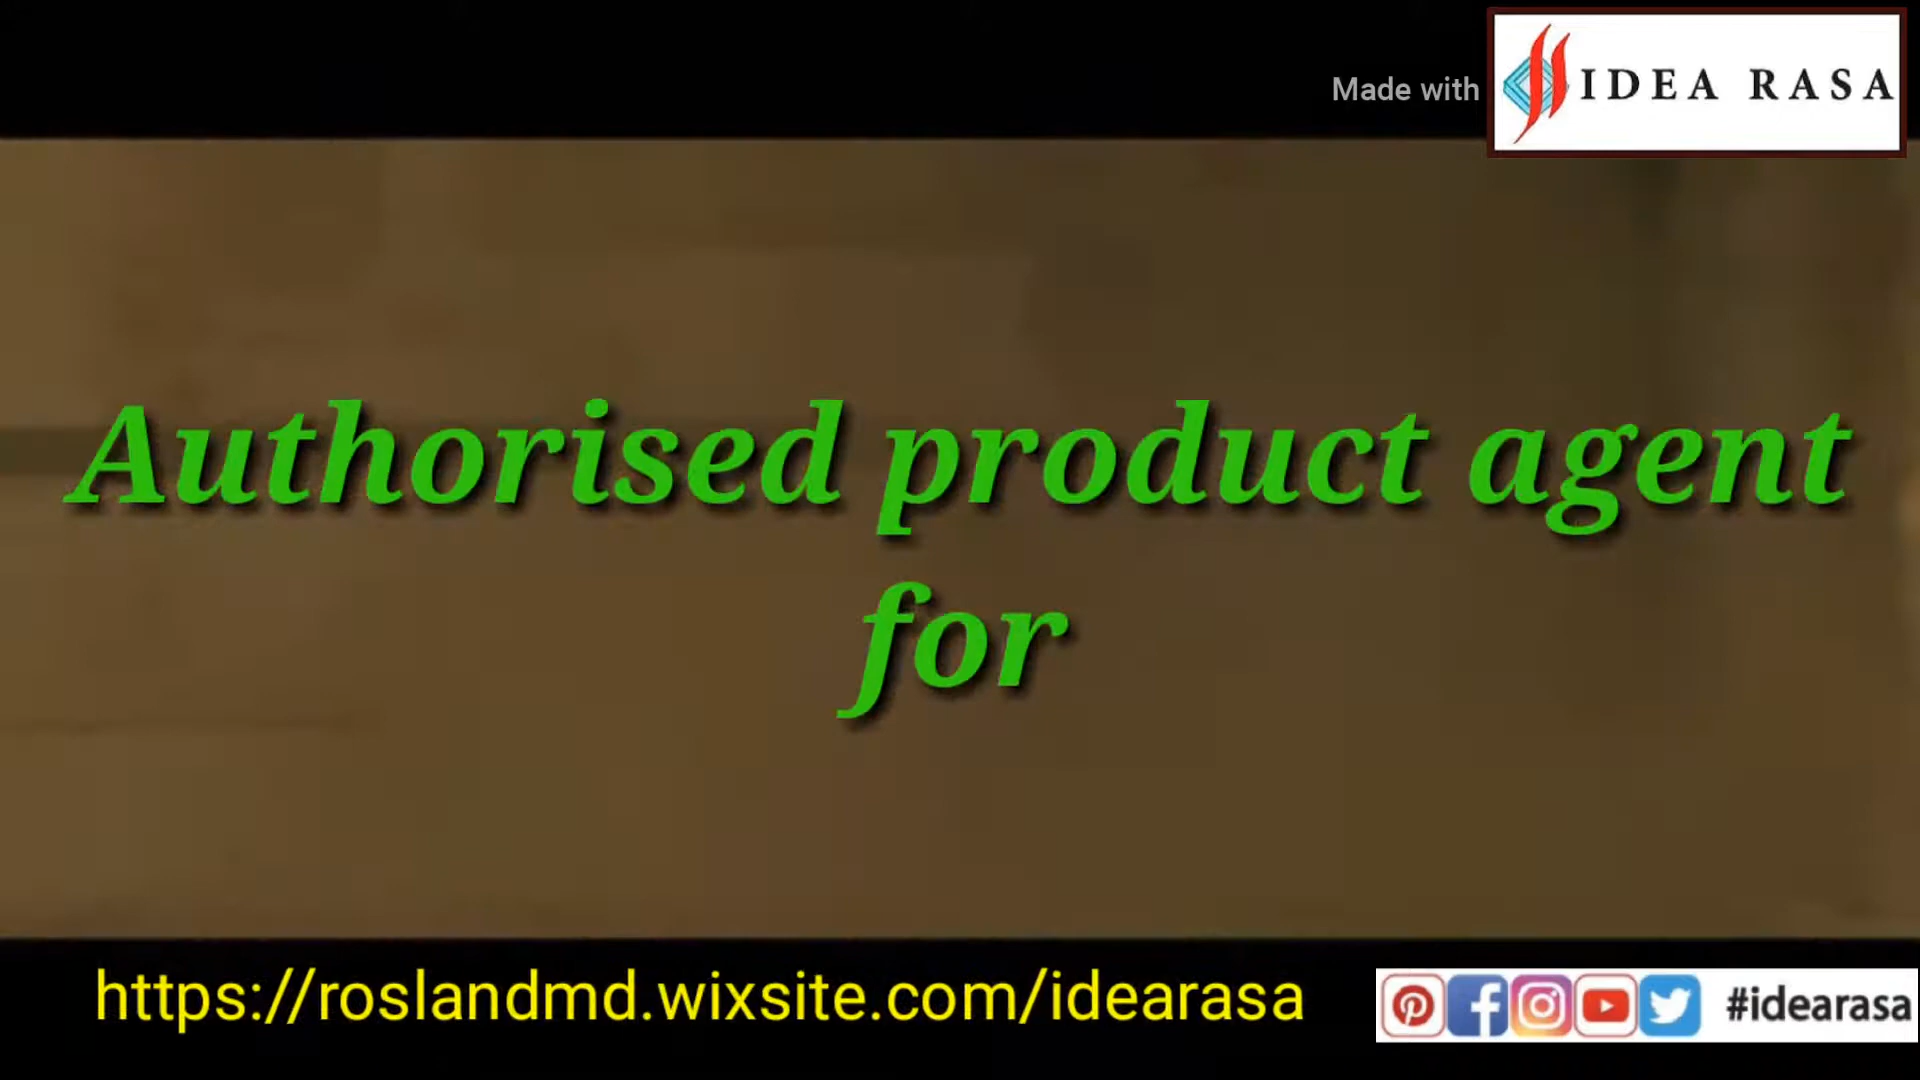 Made with
IDEA RASA
Authorised product agent
for
https://roslandmd.wixsite.com/idearasa
#idearasa